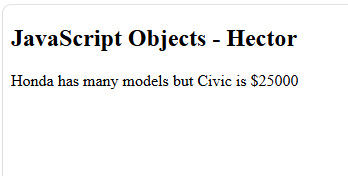 JavaScript Objects - Hector
Honda has many models but Civic is $25000